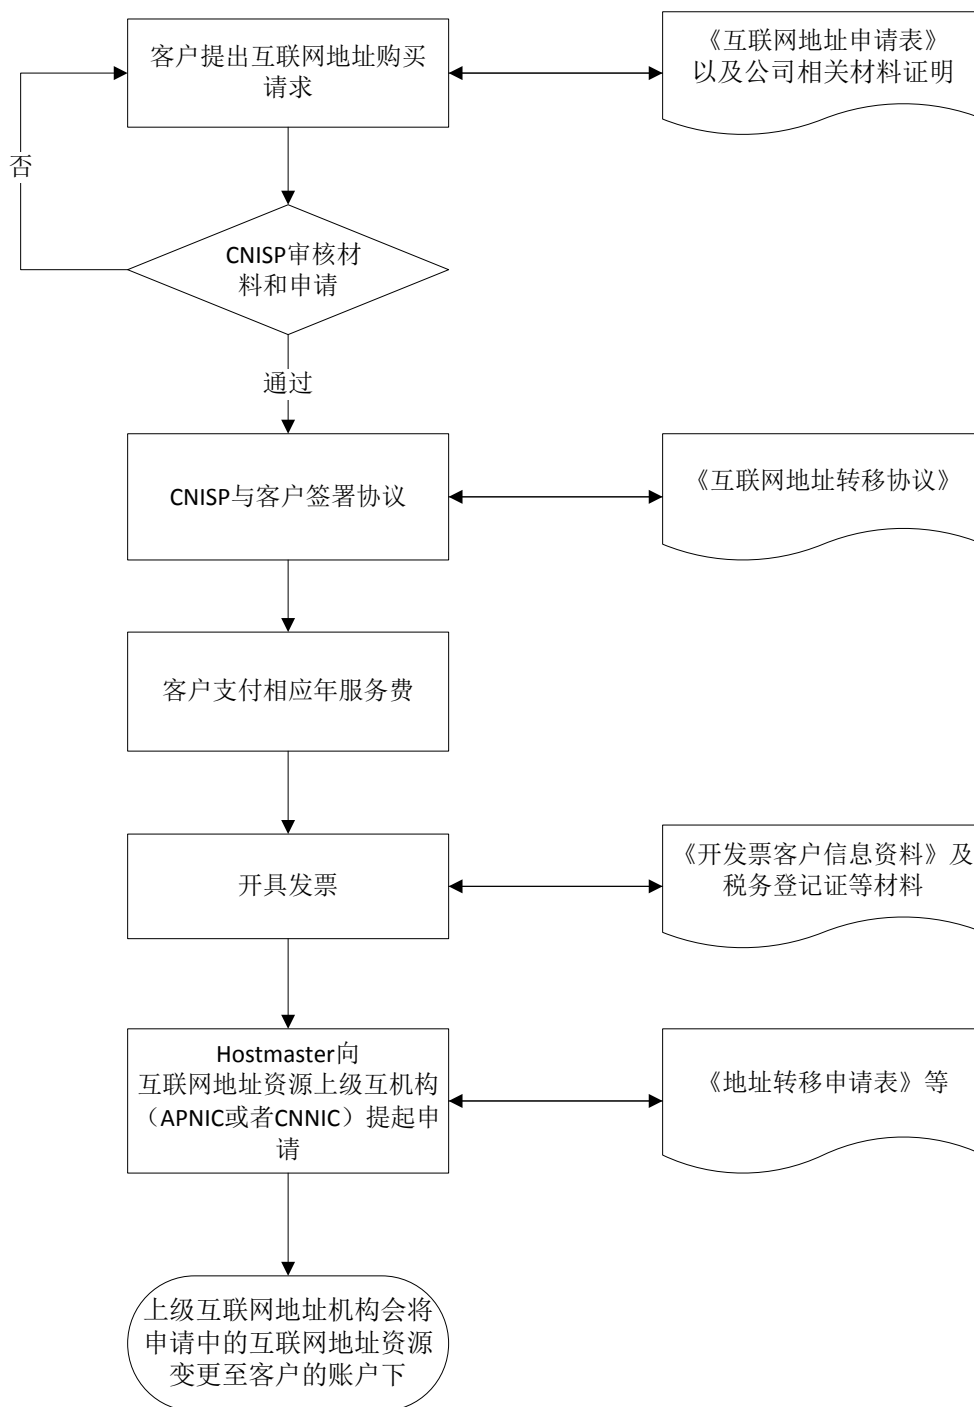 客户提出互联网地址购买
请求
《互联网地址申请表》
以及公司相关材料证明
否
CNISP审核材
料和申请
通过
CNISP与客户签署协议
《互联网地址转移协议》
客户支付相应年服务费
开具发票
《开发票客户信息资料》及
税务登记证等材料
Hostmaster向
互联网地址资源上级互机构
（APNIC或者CNNIC）提起申
请
《地址转移申请表》等
上级互联网地址机构会将
申请中的互联网地址资源
变更至客户的账户下